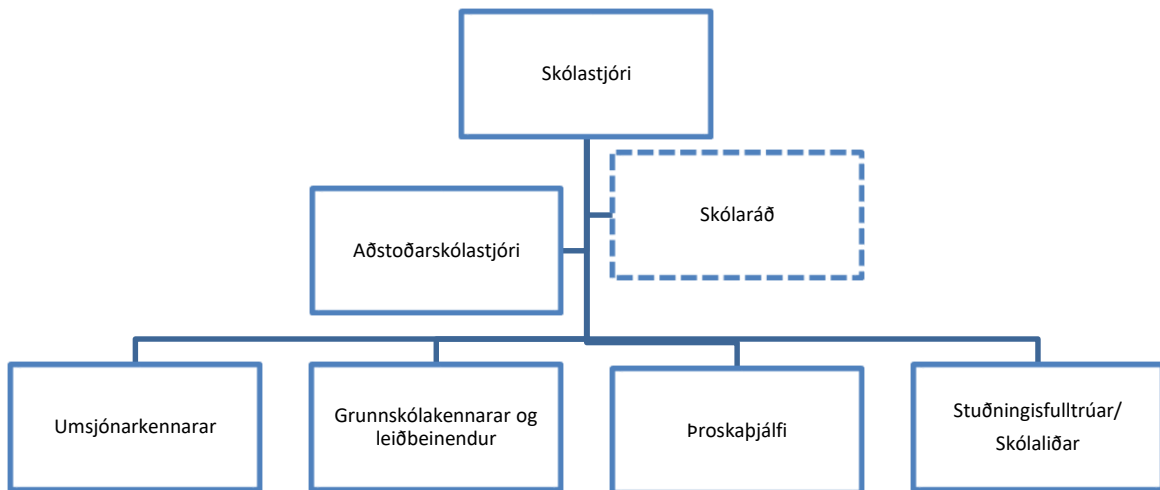 Skólastjóri
Skólaráð
Aðstoðarskólastjóri
Umsjónarkennarar
Grunnskólakennarar og
leiðbeinendur
Þroskaþjálfi
Stuðningisfulltrúar/
Skólaliðar